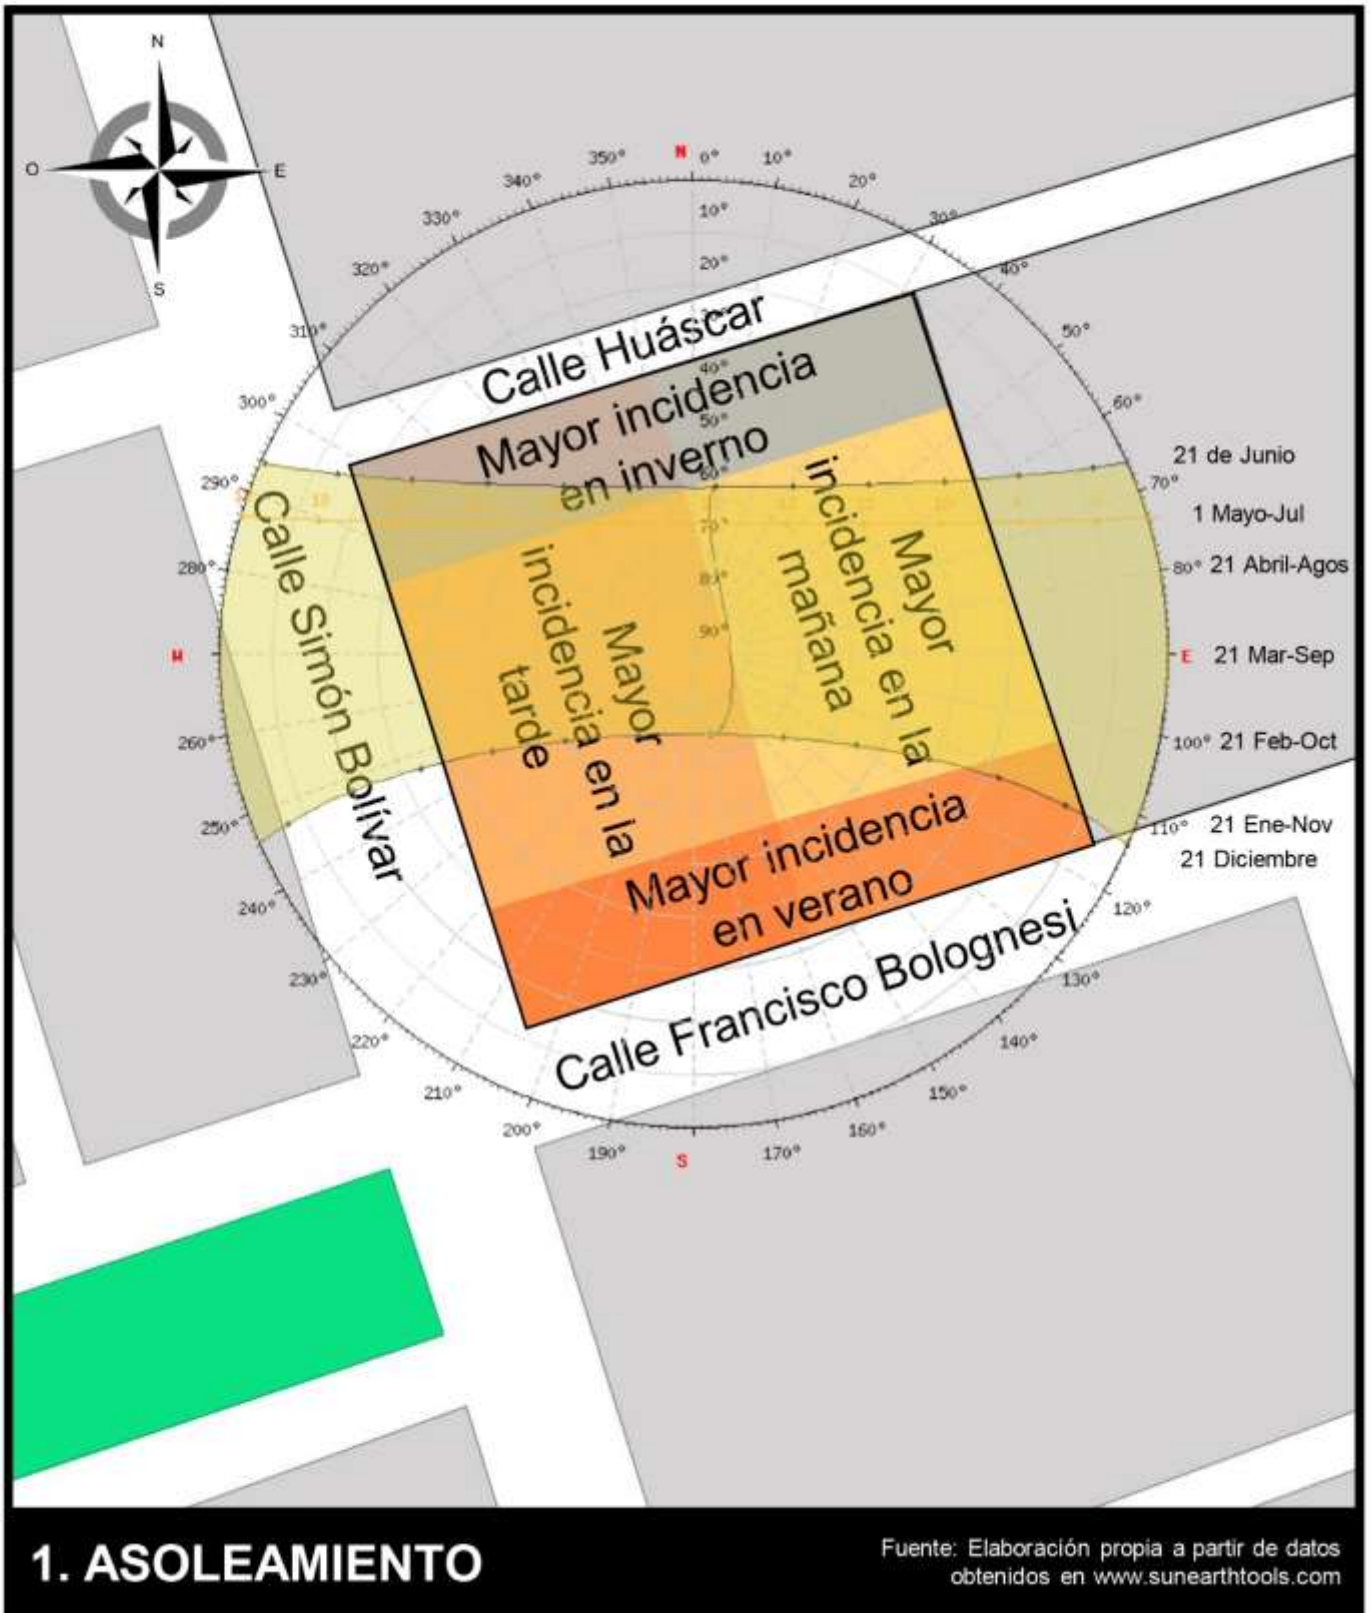 N
O
E
S
N
0°
10°
20°
30°
40°
50°
60°
70°
80°
100°
110°
120°
130°
140°
150°
160°
170°
S
190°
200°
210°
220°
230°
240°
250°
260°
W
280°
290°
300°
310°
320°
330°
340°
350°
10°
20°
40°
50°
60°
70°
80°
90°
E
21 de Junio
1 Mayo-Jul
21 Abril-Agos
21 Mar-Sep
21 Feb-Oct
21 Ene-Nov
21 Diciembre
Calle Huáscar
Mayor incidencia
en inverno
Calle Simón Bolívar
Mayor
incidencia en la
tarde
Mayor
incidencia en la
mañana
Mayor incidencia
en verano
Calle Francisco Bolognesi
1. ASOLEAMIENTO
Fuente: Elaboración propia a partir de datos
obtenidos en www.sunearthtools.com